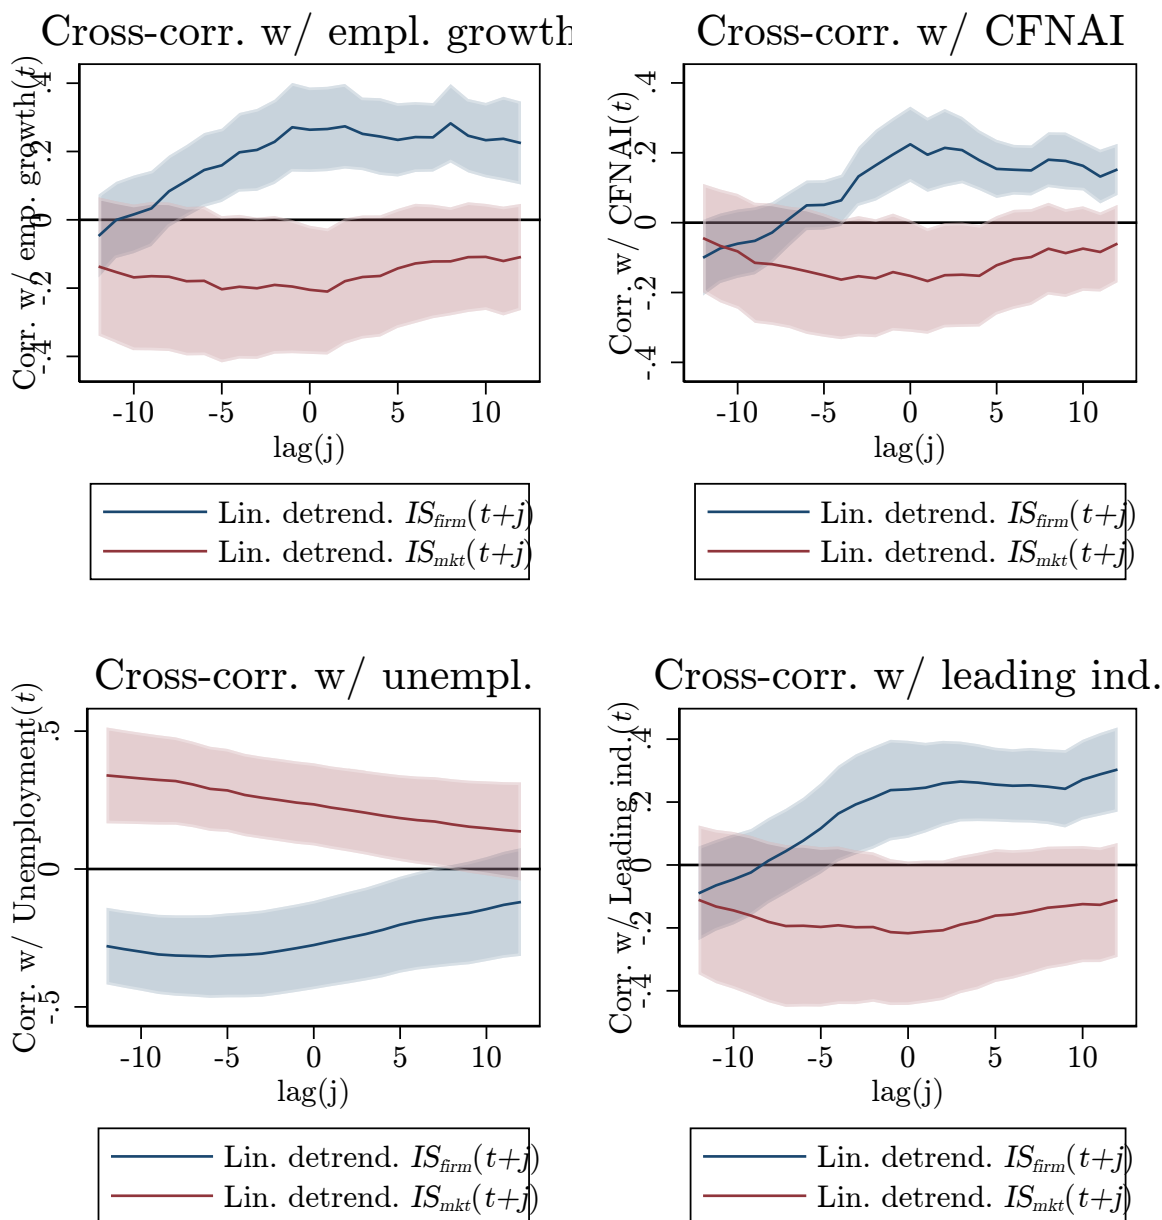 Cross-corr. w/ empl. growth
Corr. w/ emp. growth(t)
.4
.2
0
-.2
-.4
-10 -5 0 5 10
lag(j)
Lin. detrend. IS_firm(t+j)
Lin. detrend. IS_mkt(t+j)
Cross-corr. w/ CFNAI
Corr. w/ CFNAI(t)
.4
.2
0
-.2
-.4
-10 -5 0 5 10
lag(j)
Lin. detrend. IS_firm(t+j)
Lin. detrend. IS_mkt(t+j)
Cross-corr. w/ unempl.
Corr. w/ Unemployment(t)
.5
0
-.5
-10 -5 0 5 10
lag(j)
Lin. detrend. IS_firm(t+j)
Lin. detrend. IS_mkt(t+j)
Cross-corr. w/ leading ind.
Corr. w/ Leading ind.(t)
.4
.2
0
-.2
-.4
-10 -5 0 5 10
lag(j)
Lin. detrend. IS_firm(t+j)
Lin. detrend. IS_mkt(t+j)